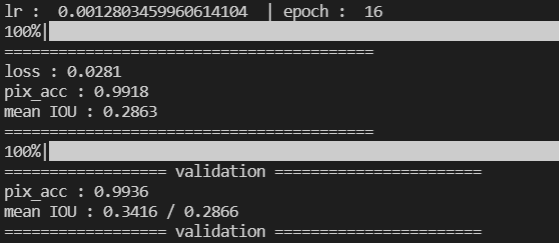 lr :  0.0012803459960614104  | epoch :  16
100%|
=========================================
loss : 0.0281
pix_acc : 0.9918
mean IOU : 0.2863
=========================================
100%|
================== validation =======================
pix_acc : 0.9936
mean IOU : 0.3416 / 0.2866
================== validation =======================